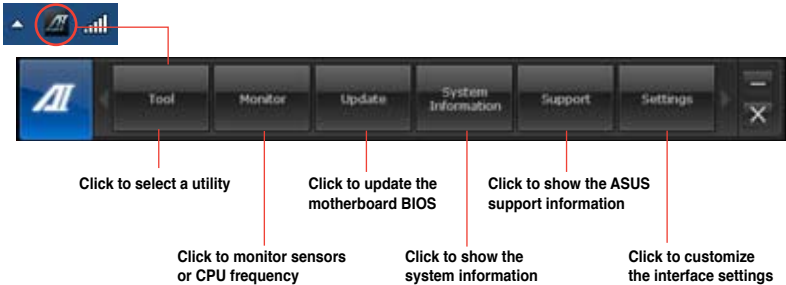 AI
Tool
Monitor
Update
System
Information
Support
Settings
Click to select a utility
Click to update the
motherboard BIOS
Click to show the ASUS
support information
Click to monitor sensors
or CPU frequency
Click to show the
system information
Click to customize
the interface settings